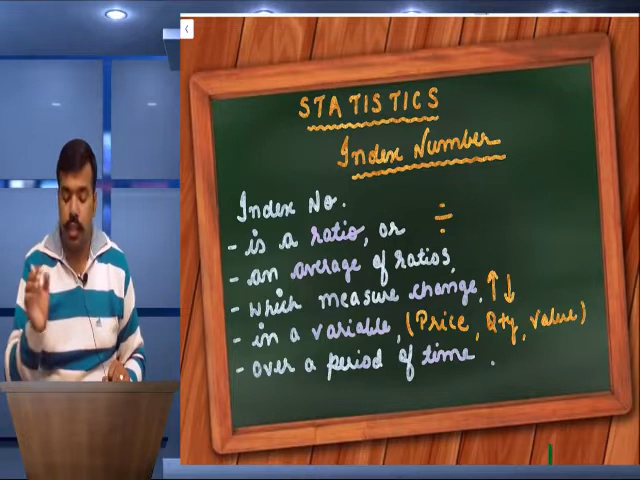 STATISTICS
Index Number
Index No.
- is a ratio, or ÷
- an average of ratios,
- which measure change, ↑↓
- in a variable, (Price, Qty, value)
- over a period of time .